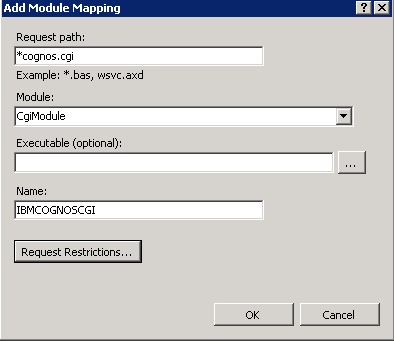 Add Module Mapping
Request path:
*cognos.cgi
Example: *.bas, wsvc.axd
Module:
CgiModule
Executable (optional):
...
Name:
IBMCOGNOSCGI
Request Restrictions...
OK
Cancel